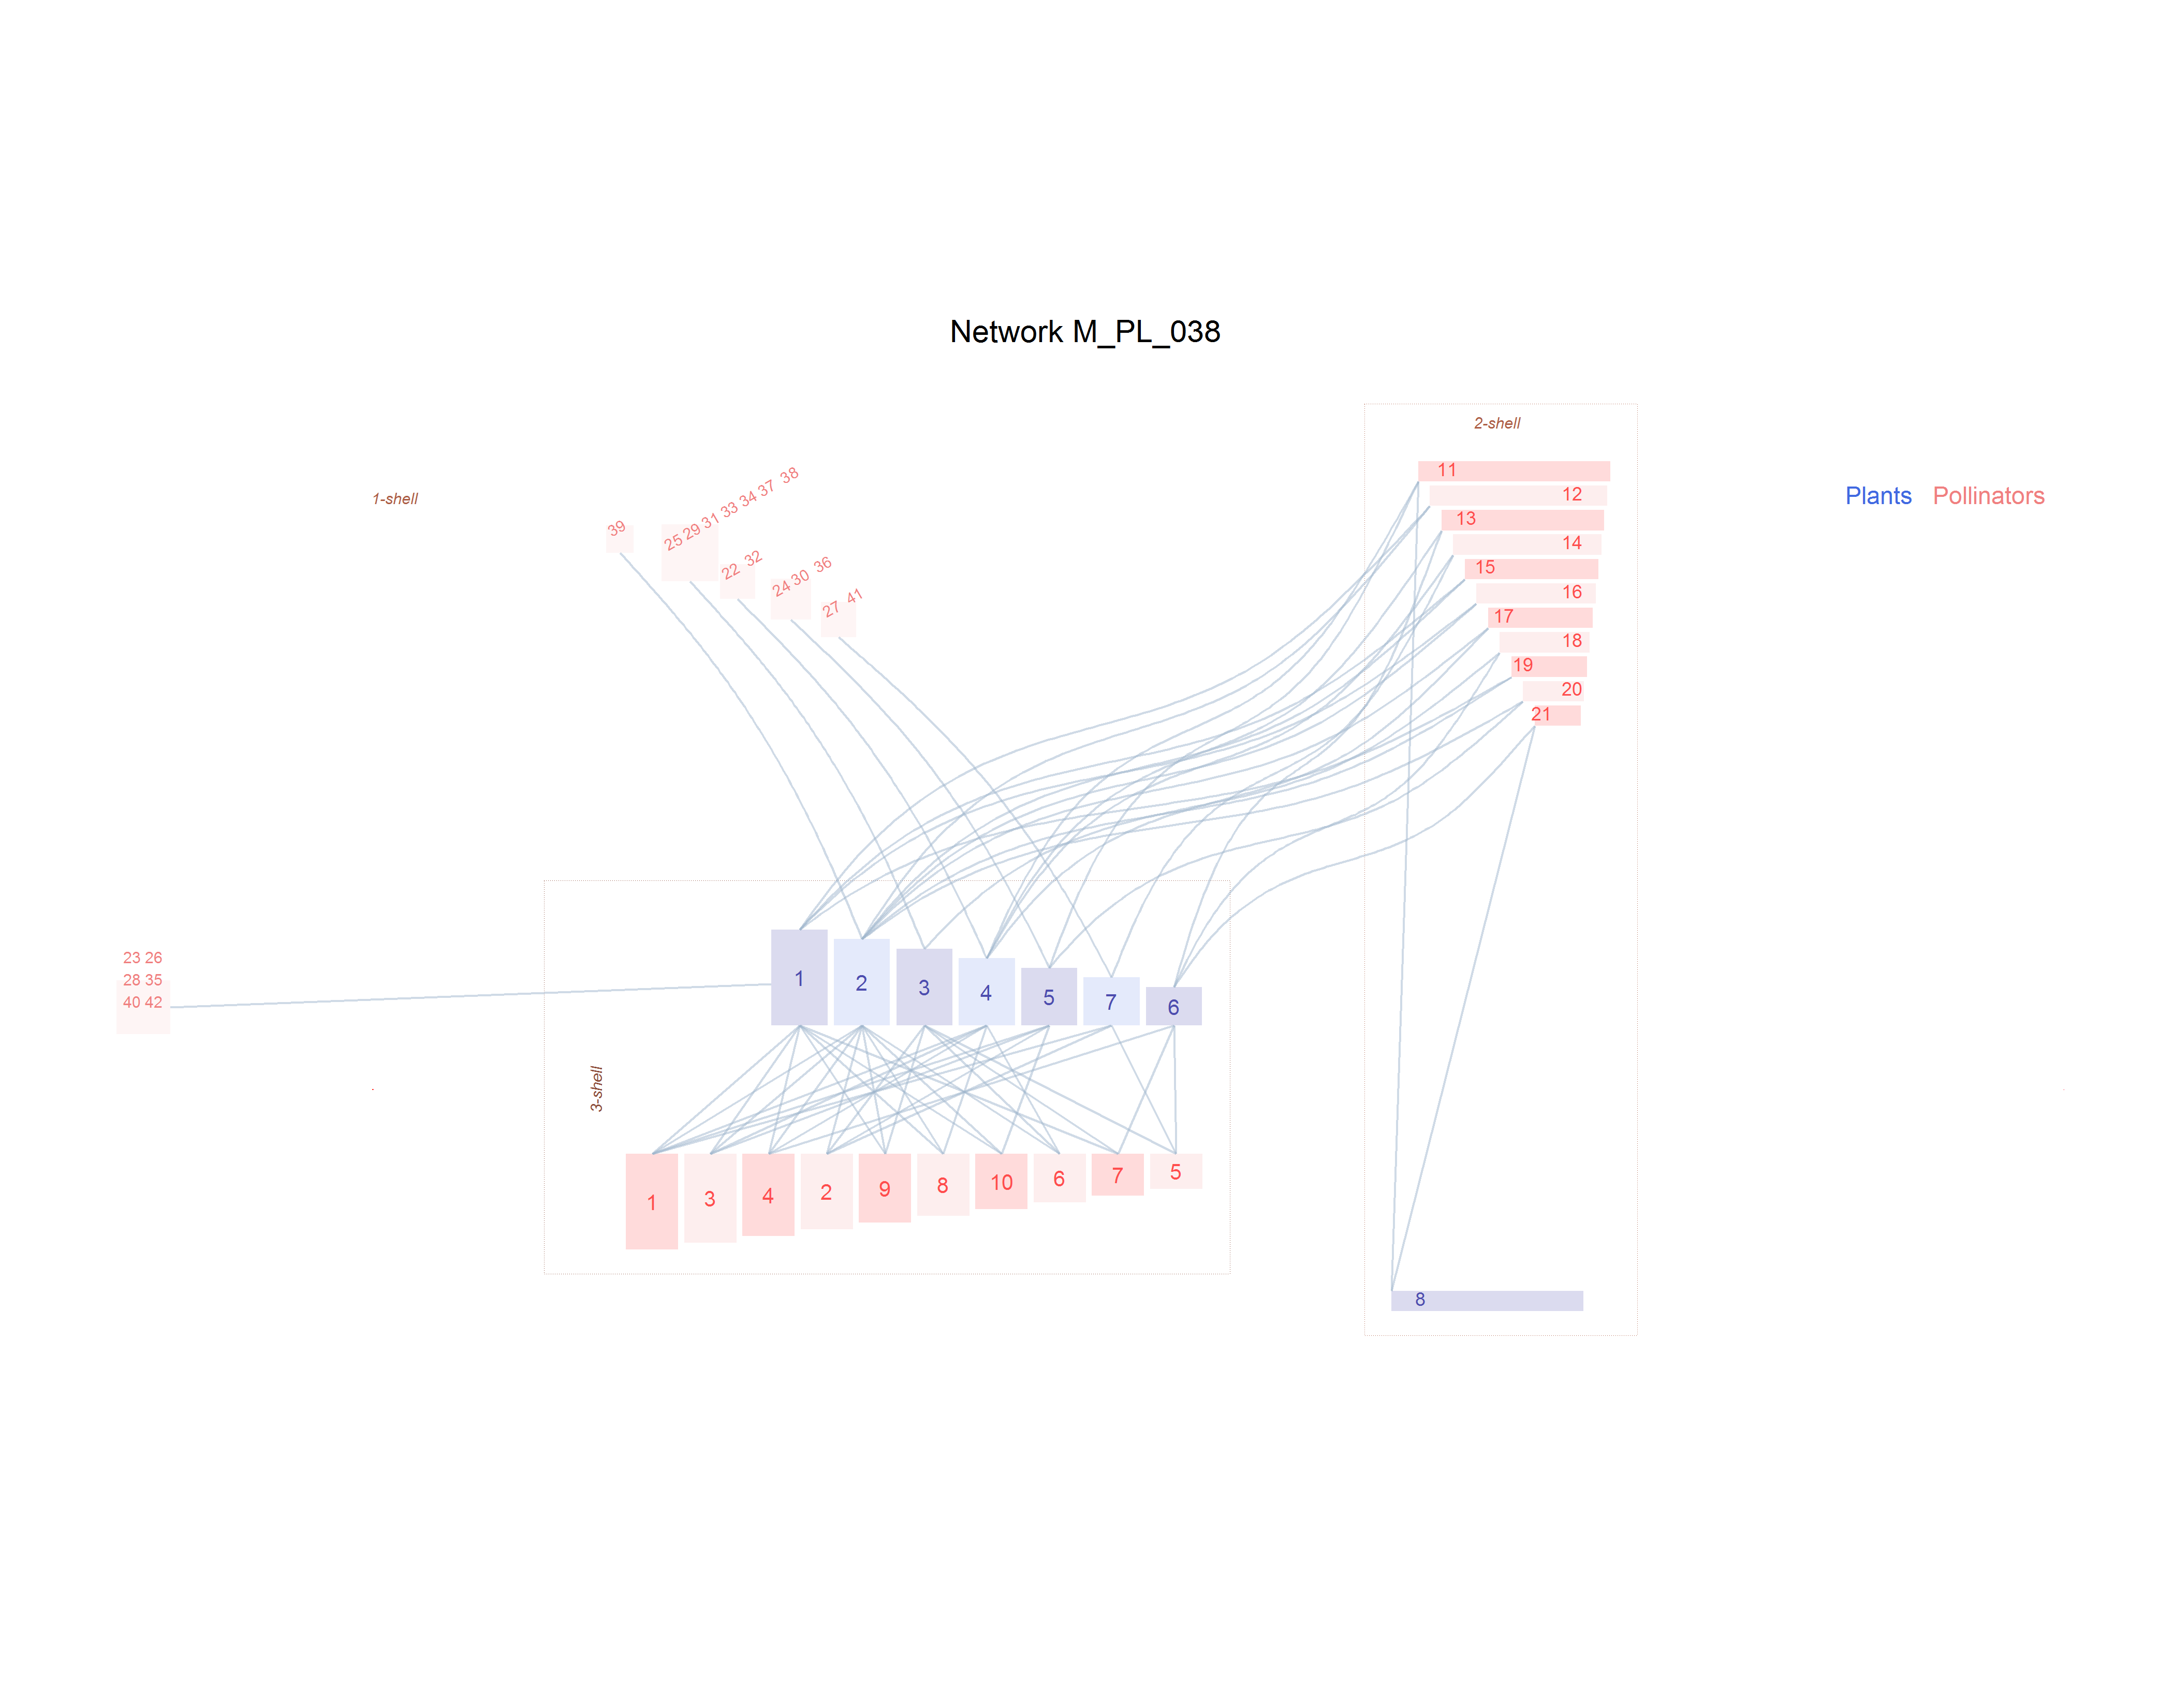 Network M_PL_038
2-shell
1-shell
Plants Pollinators
39
25 29 31 33 34 37 38
22 32
24 30 36
27 41
11
12
13
14
15
16
17
18
19
20
21
23 26
28 35
40 42
1 2 3 4 5 7 6
3-shell
1 3 4 2 9 8 10 6 7 5
8